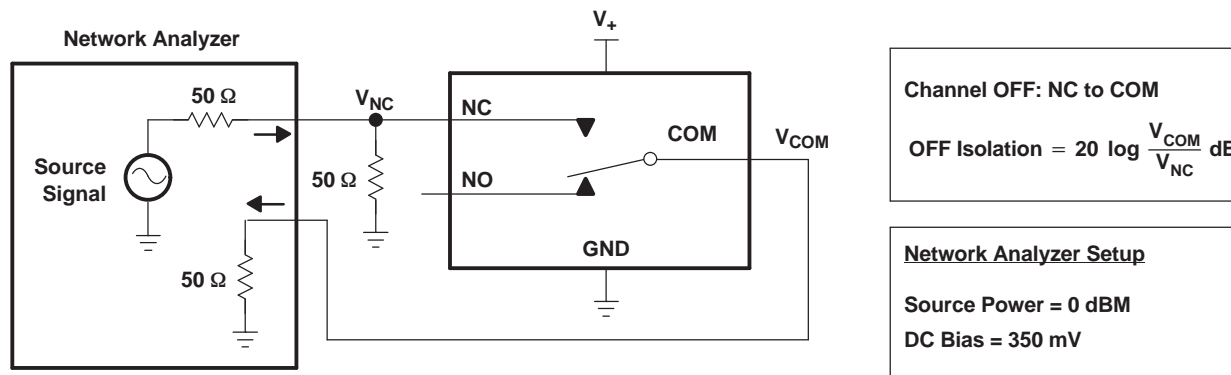 Network Analyzer
V+
50 Ω
VNC
NC
COM
VCOM
Source
Signal
50 Ω
NO
50 Ω
GND
Channel OFF: NC to COM
OFF Isolation = 20 log VCOM/VNC dB
Network Analyzer Setup
Source Power = 0 dBM
DC Bias = 350 mV